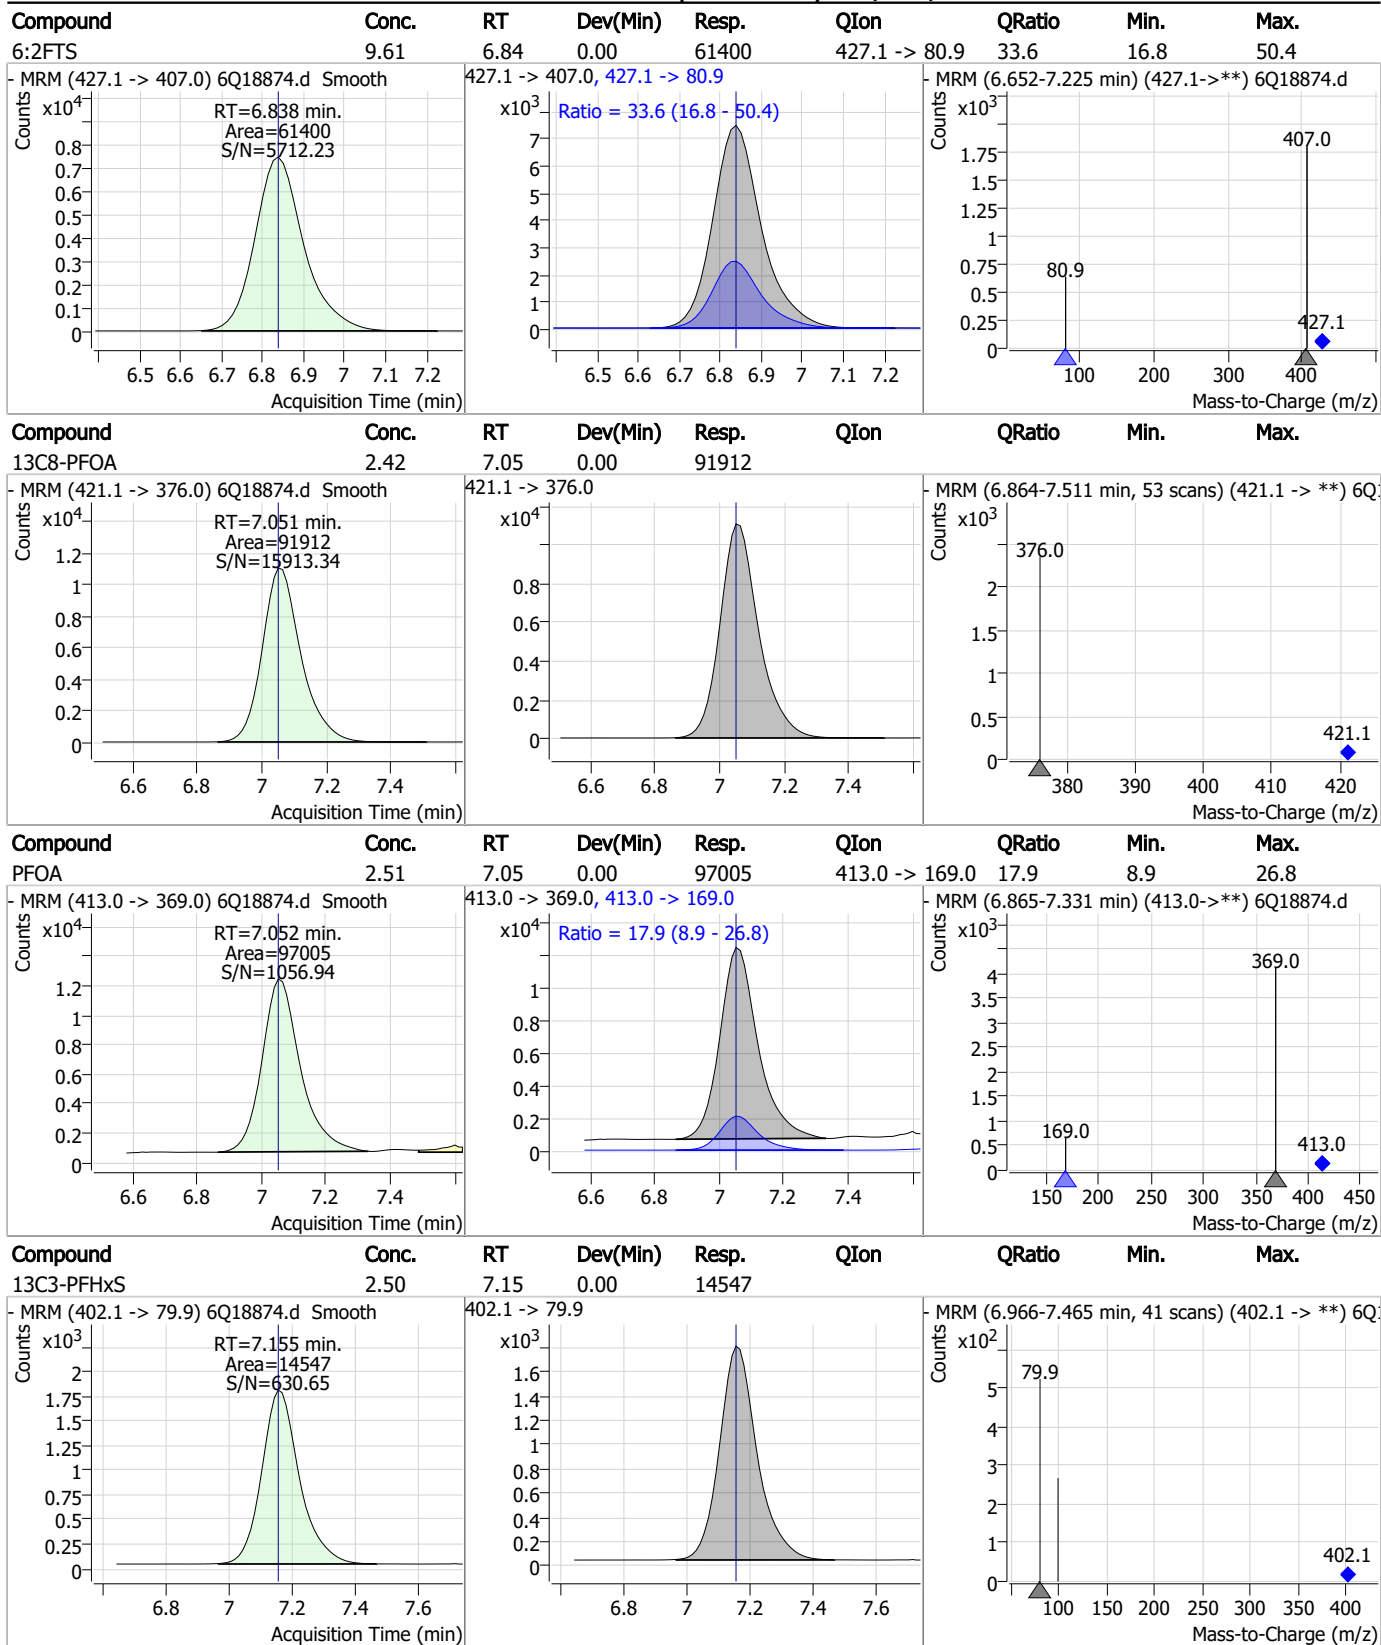 Compound Conc. RT Dev(Min) Resp. QIon QRatio Min. Max.
6:2FTS 9.61 6.84 0.00 61400 427.1 -> 80.9 33.6 16.8 50.4
- MRM (427.1 -> 407.0) 6Q18874.d Smooth
Counts
x10^4
RT=6.838 min.
Area=61400
S/N=5712.23
0.8
0.7
0.6
0.5
0.4
0.3
0.2
0.1
0
6.5 6.6 6.7 6.8 6.9 7 7.1 7.2
Acquisition Time (min)
427.1 -> 407.0, 427.1 -> 80.9
x10^3
Ratio = 33.6 (16.8 - 50.4)
7
6
5
4
3
2
1
0
6.5 6.6 6.7 6.8 6.9 7 7.1 7.2
- MRM (6.652-7.225 min) (427.1->**) 6Q18874.d
Counts
x10^3
407.0
1.75
1.5
1.25
1
0.75
80.9
0.5
0.25
427.1
0
100 200 300 400
Mass-to-Charge (m/z)
Compound Conc. RT Dev(Min) Resp. QIon QRatio Min. Max.
13C8-PFOA 2.42 7.05 0.00 91912
- MRM (421.1 -> 376.0) 6Q18874.d Smooth
Counts
x10^4
RT=7.051 min.
Area=91912
S/N=15913.34
1.2
1
0.8
0.6
0.4
0.2
0
6.6 6.8 7 7.2 7.4
Acquisition Time (min)
421.1 -> 376.0
x10^4
0.8
0.6
0.4
0.2
0
6.6 6.8 7 7.2 7.4
- MRM (6.864-7.511 min, 53 scans) (421.1 -> **) 6Q1
Counts
x10^3
376.0
2
1.5
1
0.5
421.1
0
380 390 400 410 420
Mass-to-Charge (m/z)
Compound Conc. RT Dev(Min) Resp. QIon QRatio Min. Max.
PFOA 2.51 7.05 0.00 97005 413.0 -> 169.0 17.9 8.9 26.8
- MRM (413.0 -> 369.0) 6Q18874.d Smooth
Counts
x10^4
RT=7.052 min.
Area=97005
S/N=1056.94
1.2
1
0.8
0.6
0.4
0.2
0
6.6 6.8 7 7.2 7.4
Acquisition Time (min)
413.0 -> 369.0, 413.0 -> 169.0
x10^4
Ratio = 17.9 (8.9 - 26.8)
1
0.8
0.6
0.4
0.2
0
6.6 6.8 7 7.2 7.4
- MRM (6.865-7.331 min) (413.0->**) 6Q18874.d
Counts
x10^3
369.0
4
3.5
3
2.5
2
1.5
1
169.0
0.5
413.0
0
150 200 250 300 350 400 450
Mass-to-Charge (m/z)
Compound Conc. RT Dev(Min) Resp. QIon QRatio Min. Max.
13C3-PFHxS 2.50 7.15 0.00 14547
- MRM (402.1 -> 79.9) 6Q18874.d Smooth
Counts
x10^3
RT=7.155 min.
Area=14547
S/N=630.65
2
1.75
1.5
1.25
1
0.75
0.5
0.25
0
6.8 7 7.2 7.4 7.6
Acquisition Time (min)
402.1 -> 79.9
x10^3
1.6
1.4
1.2
1
0.8
0.6
0.4
0.2
0
6.8 7 7.2 7.4 7.6
- MRM (6.966-7.465 min, 41 scans) (402.1 -> **) 6Q1
Counts
x10^2
79.9
5
4
3
2
1
402.1
0
100 150 200 250 300 350 400
Mass-to-Charge (m/z)